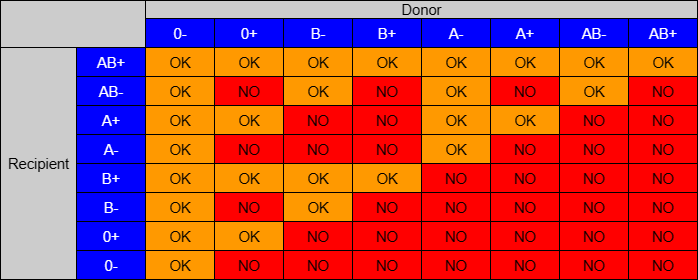 Donor
0- 0+ B- B+ A- A+ AB- AB+
AB+ OK OK OK OK OK OK OK OK
AB- OK NO OK NO OK NO OK NO
A+ OK OK NO NO OK OK NO NO
Recipient A- OK NO NO NO OK NO NO NO
B+ OK OK OK OK NO NO NO NO
B- OK NO OK NO NO NO NO NO
0+ OK OK NO NO NO NO NO NO
0- OK NO NO NO NO NO NO NO